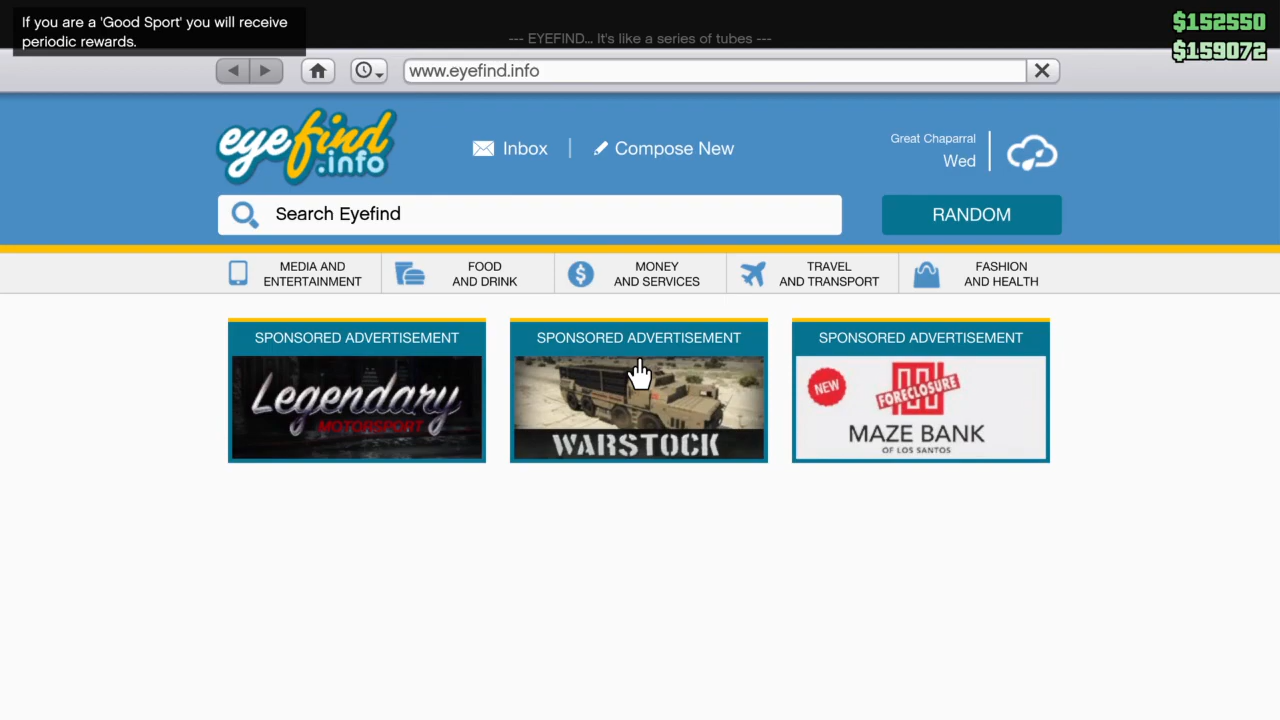 If you are a 'Good Sport' you will receive
periodic rewards.
--- EYEFIND... It's like a series of tubes ---
$152550
$159072
www.eyefind.info
eyefind
.info
Inbox
Compose New
Great Chaparral
Wed
Search Eyefind
RANDOM
MEDIA AND
ENTERTAINMENT
FOOD
AND DRINK
MONEY
AND SERVICES
TRAVEL
AND TRANSPORT
FASHION
AND HEALTH
SPONSORED ADVERTISEMENT
Legendary
MOTORSPORT
SPONSORED ADVERTISEMENT
WARSTOCK
SPONSORED ADVERTISEMENT
NEW
FORECLOSURE
MAZE BANK
OF LOS SANTOS